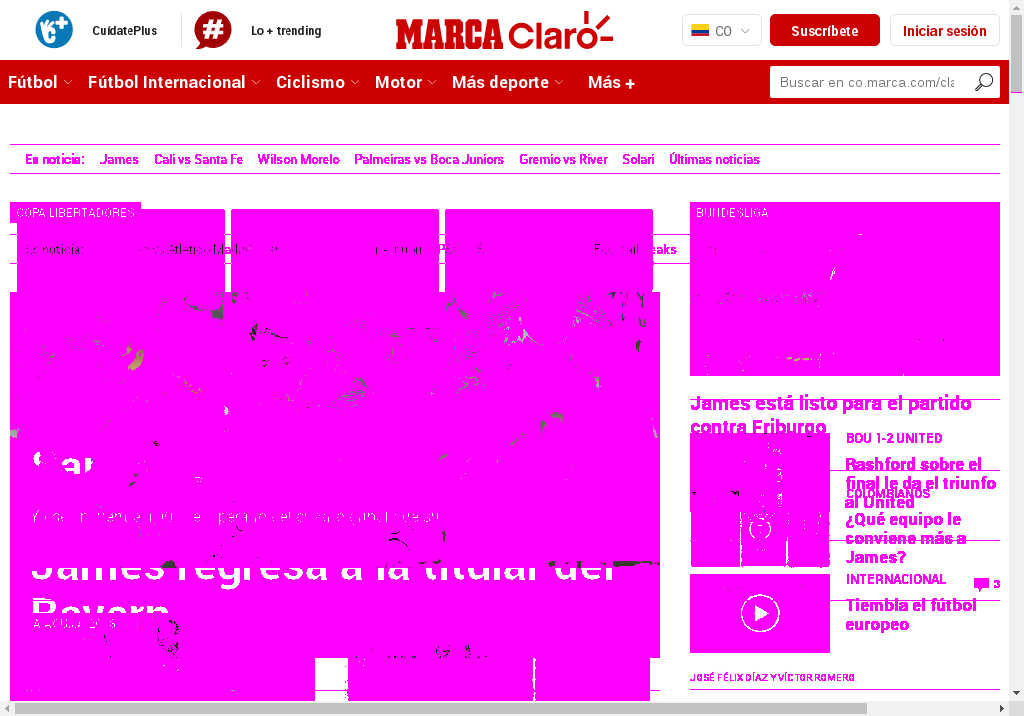 CuídatePlus
#
Lo + trending
MARCA Claro
CO
Suscríbete
Iniciar sesión
Fútbol
Fútbol Internacional
Ciclismo
Motor
Más deporte
Más +
Buscar en co.marca.com/cla
En noticia:
James
Cali vs Santa Fe
Wilson Morelo
Palmeiras vs Boca Juniors
Gremio vs River
Solari
Últimas noticias
COPA LIBERTADORES
BUNDESLIGA
James está listo para el partido
contra Friburgo
BOU 1-2 UNITED
Rashford sobre el
final le da el triunfo
al United
COLOMBIANOS
¿Qué equipo le
conviene más a
James?
INTERNACIONAL
3
Tiembla el fútbol
europeo
James regresa a la titular del
Bayern
JOSÉ FÉLIX DÍAZ Y VÍCTOR ROMERO